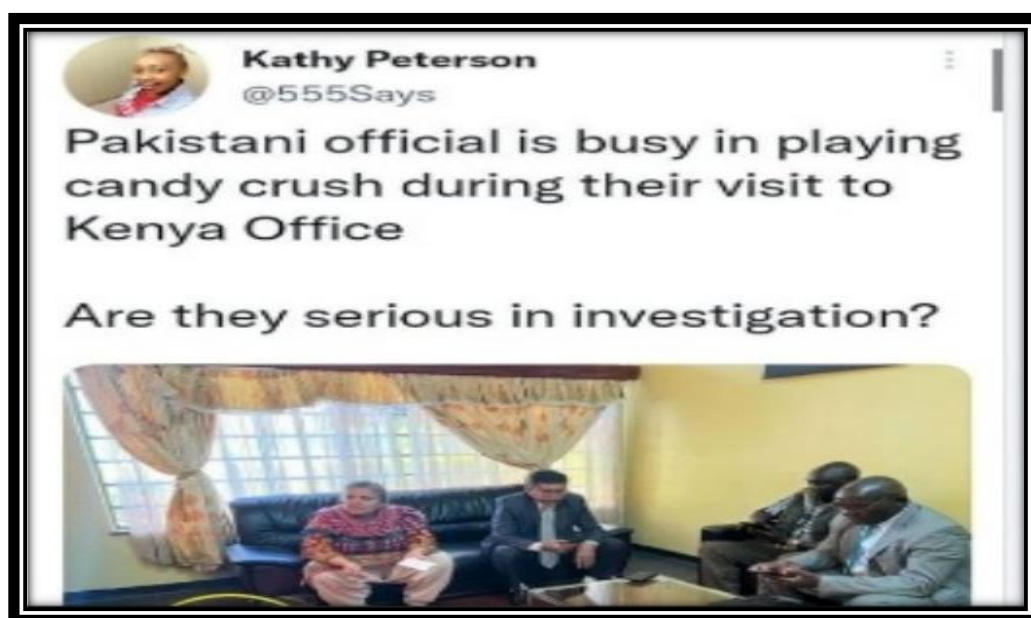 Kathy Peterson
@555Says
Pakistani official is busy in playing
candy crush during their visit to
Kenya Office
Are they serious in investigation?